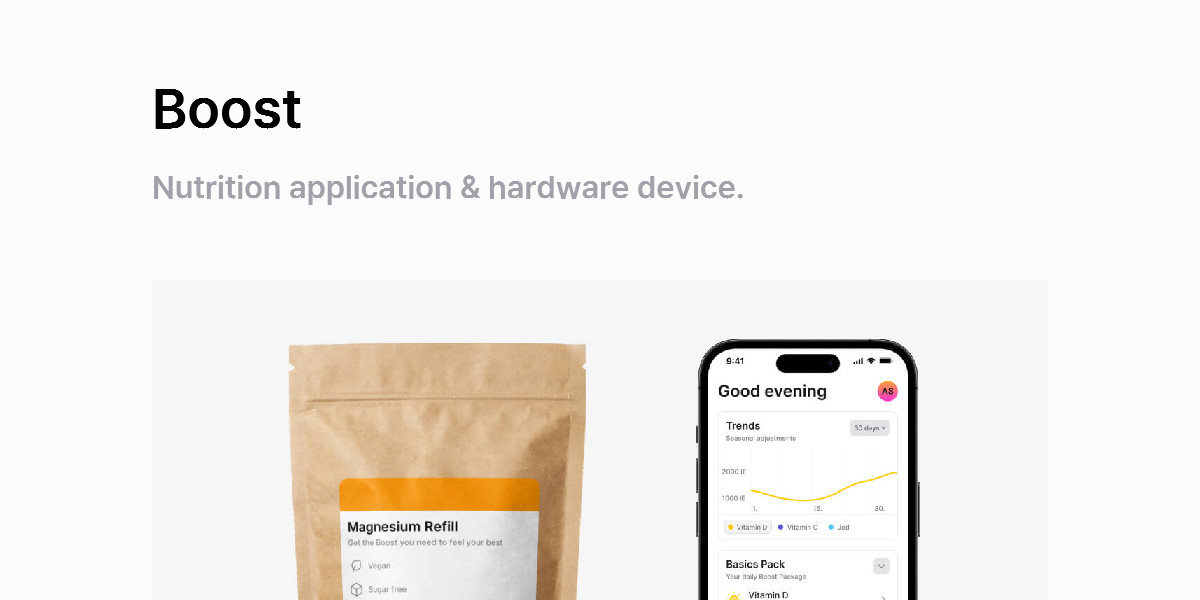 Boost
Nutrition application & hardware device.
Magnesium Refill
Get the Boost you need to feel your best
Vegan
Sugar free
9:41
Good evening
AS
Trends
Seasonal adjustments
30 days
2000 IE
1000 IE
1.
15.
30.
Vitamin D
Vitamin C
Jod
Basics Pack
Your daily Boost Package
Vitamin D